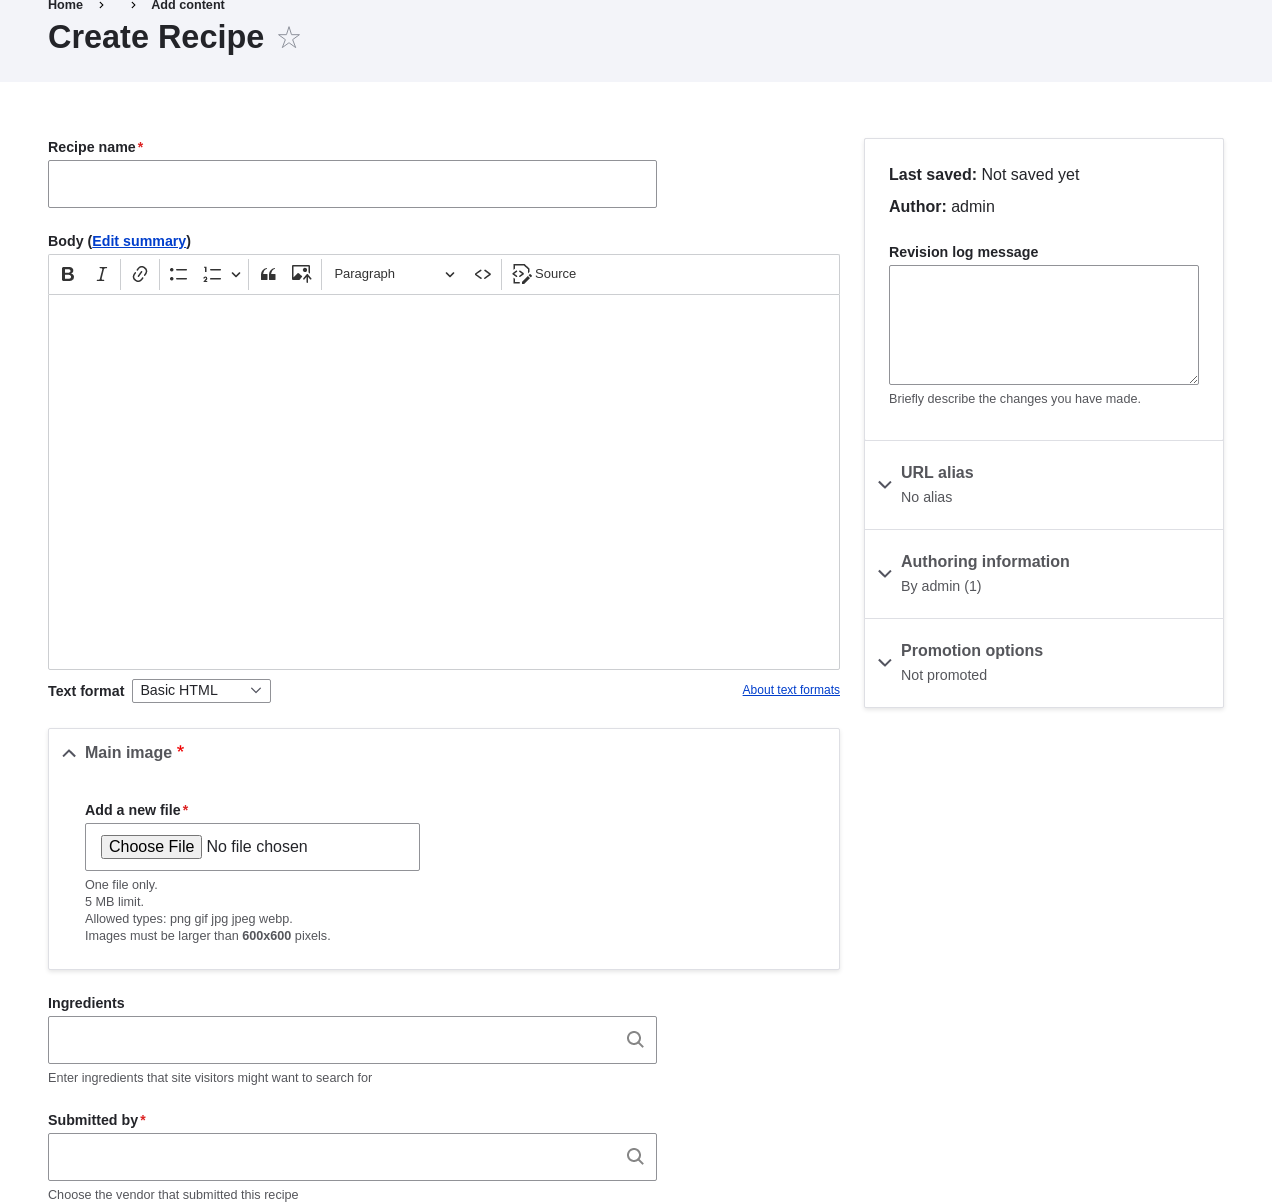 Home > > Add content
Create Recipe
Recipe name*
Body (Edit summary)
Paragraph
Source
Text format Basic HTML
About text formats
Main image *
Add a new file*
Choose File No file chosen
One file only.
5 MB limit.
Allowed types: png gif jpg jpeg webp.
Images must be larger than 600x600 pixels.
Ingredients
Enter ingredients that site visitors might want to search for
Submitted by*
Choose the vendor that submitted this recipe
Last saved: Not saved yet
Author: admin
Revision log message
Briefly describe the changes you have made.
URL alias
No alias
Authoring information
By admin (1)
Promotion options
Not promoted